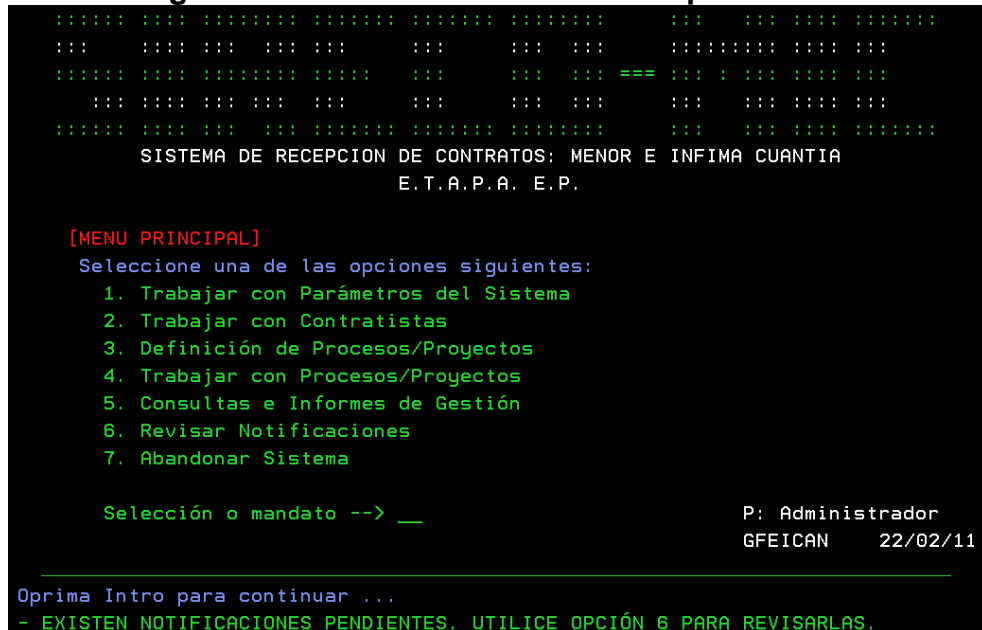 SISTEMA DE RECEPCION DE CONTRATOS: MENOR E INFIMA CUANTIA
E.T.A.P.A. E.P.
[MENU PRINCIPAL]
Seleccione una de las opciones siguientes:
1. Trabajar con Parámetros del Sistema
2. Trabajar con Contratistas
3. Definición de Procesos/Proyectos
4. Trabajar con Procesos/Proyectos
5. Consultas e Informes de Gestión
6. Revisar Notificaciones
7. Abandonar Sistema
Selección o mandato --> __
P: Administrador
GFEICAN 22/02/11
Oprima Intro para continuar ...
- EXISTEN NOTIFICACIONES PENDIENTES. UTILICE OPCIÓN 6 PARA REVISARLAS.